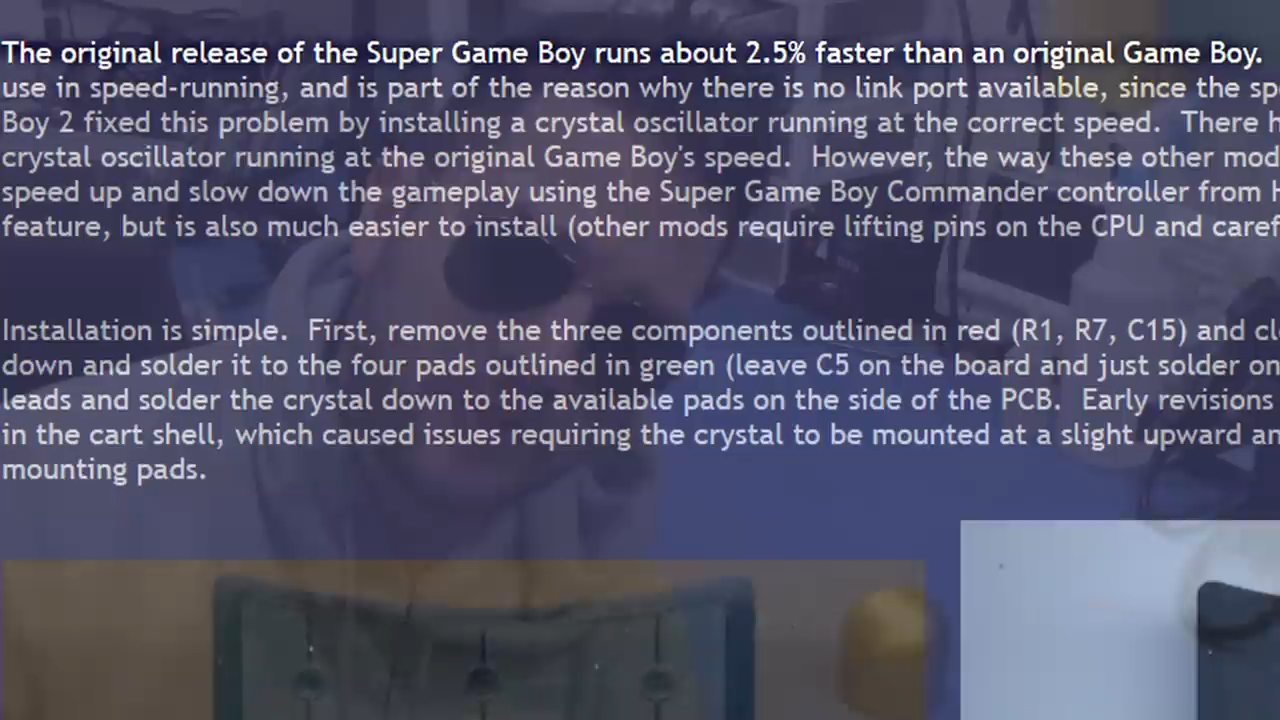 The original release of the Super Game Boy runs about 2.5% faster than an original Game Boy.
use in speed-running, and is part of the reason why there is no link port available, since the
Boy 2 fixed this problem by installing a crystal oscillator running at the correct speed.  There
crystal oscillator running at the original Game Boy's speed.  However, the way these other
speed up and slow down the gameplay using the Super Game Boy Commander controller from
feature, but is also much easier to install (other mods require lifting pins on the CPU and
Installation is simple.  First, remove the three components outlined in red (R1, R7, C15) and
down and solder it to the four pads outlined in green (leave C5 on the board and just solder on
leads and solder the crystal down to the available pads on the side of the PCB.  Early revisions
in the cart shell, which caused issues requiring the crystal to be mounted at a slight upward
mounting pads.